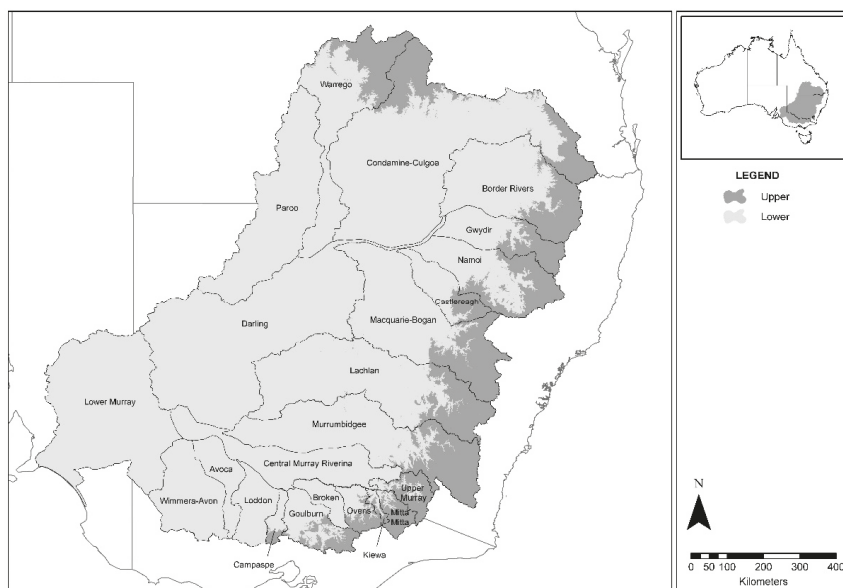 Warrego
Condamine-Culgoa
Border Rivers
Paroo
Gwydir
Namoi
Castlereagh
Darling
Macquarie-Bogan
Lachlan
Lower Murray
Murrumbidgee
Avoca
Central Murray Riverina
Upper
Murray
Wimmera-Avon
Loddon
Broken
Ovens
Goulburn
Mitta
Mitta
Campaspe
Kiewa
LEGEND
Upper
Lower
N
0 50 100 200 300 400
Kilometers